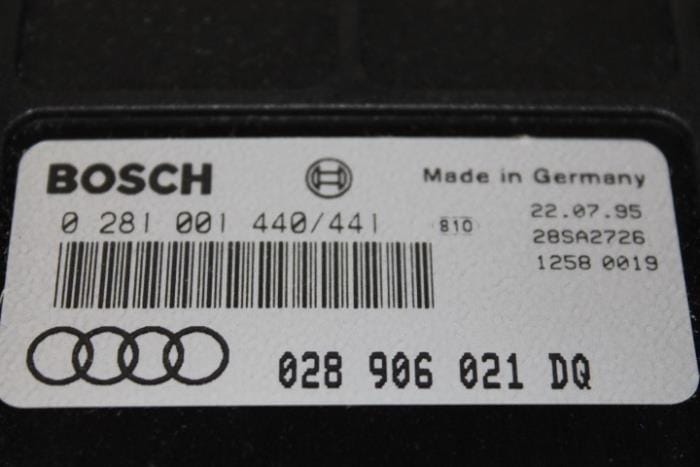 BOSCH
Made in Germany
0 281 001 440/441
810
22.07.95
28SA2726
1258 0019
028 906 021 DQ